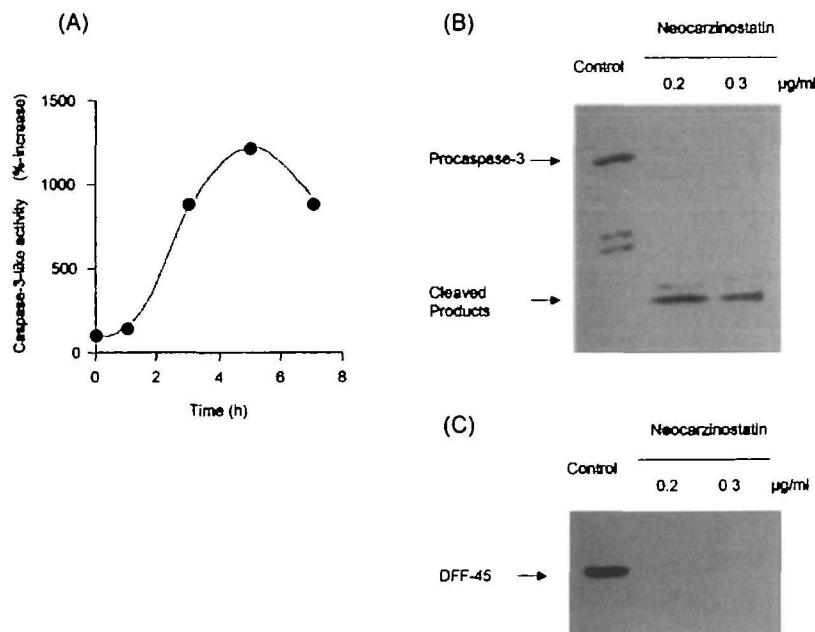 (A)
1500
1000
500
0
Caspase-3-like activity (%-increase)
0 2 4 6 8
Time (h)
(B)
Neocarzinostatin
Control
0.2 0 3 µg/ml
Procaspase-3
Cleaved
Products
(C)
Neocarzinostatin
Control
0.2 0 3 µg/ml
DFF-45